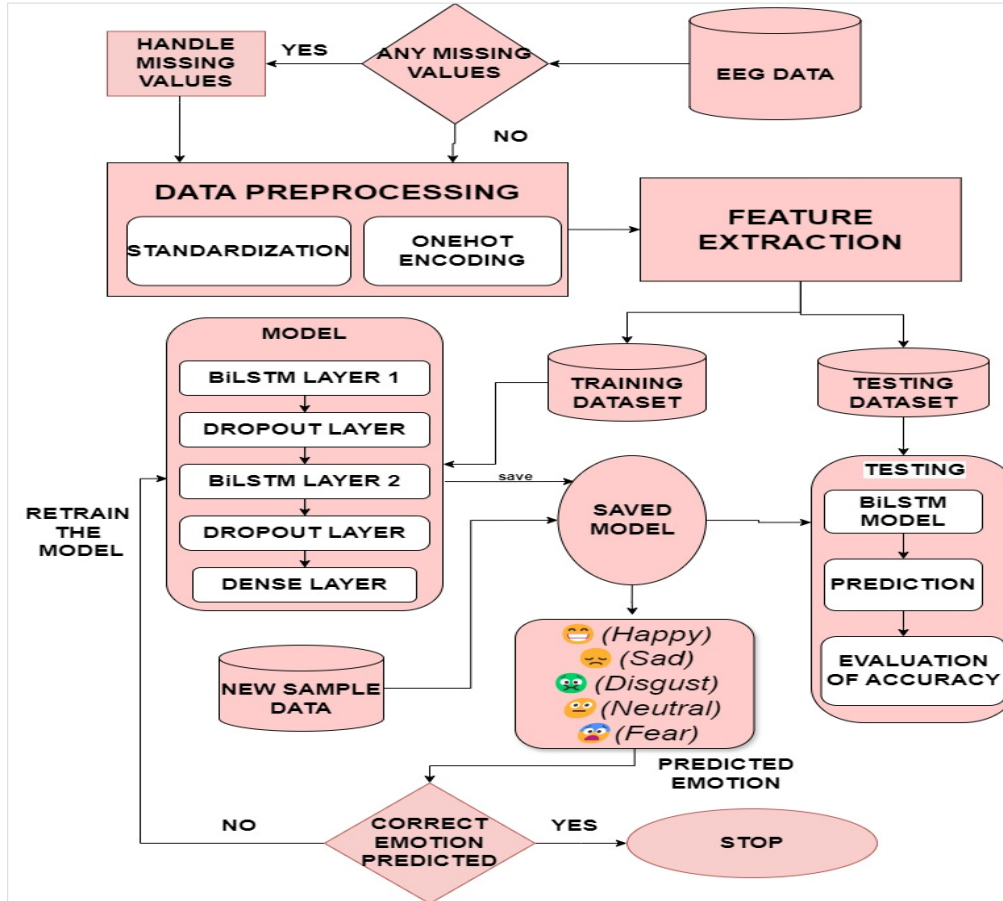 HANDLE
MISSING
VALUES
YES
ANY MISSING
VALUES
EEG DATA
NO
DATA PREPROCESSING
STANDARDIZATION
ONEHOT
ENCODING
FEATURE
EXTRACTION
MODEL
BiLSTM LAYER 1
DROPOUT LAYER
BiLSTM LAYER 2
DROPOUT LAYER
DENSE LAYER
TRAINING
DATASET
TESTING
DATASET
save
SAVED
MODEL
TESTING
BiLSTM
MODEL
PREDICTION
EVALUATION
OF ACCURACY
RETRAIN
THE
MODEL
NEW SAMPLE
DATA
(Happy)
(Sad)
(Disgust)
(Neutral)
(Fear)
PREDICTED
EMOTION
NO
CORRECT
EMOTION
PREDICTED
YES
STOP